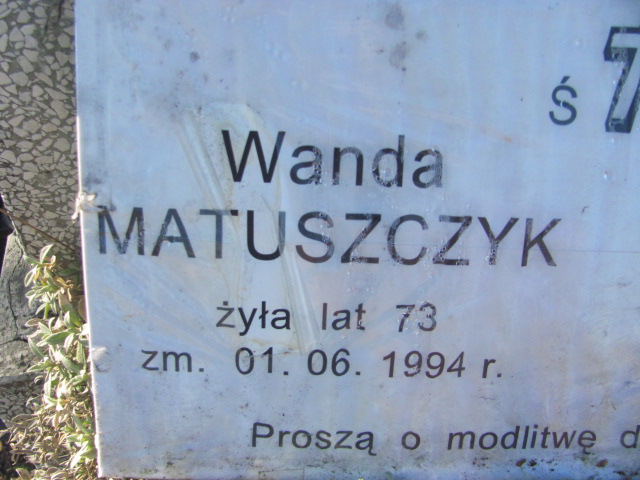 Ś
Wanda
MATUSZCZYK
żyła lat 73
zm. 01. 06. 1994 r.
Proszą o modlitwę d